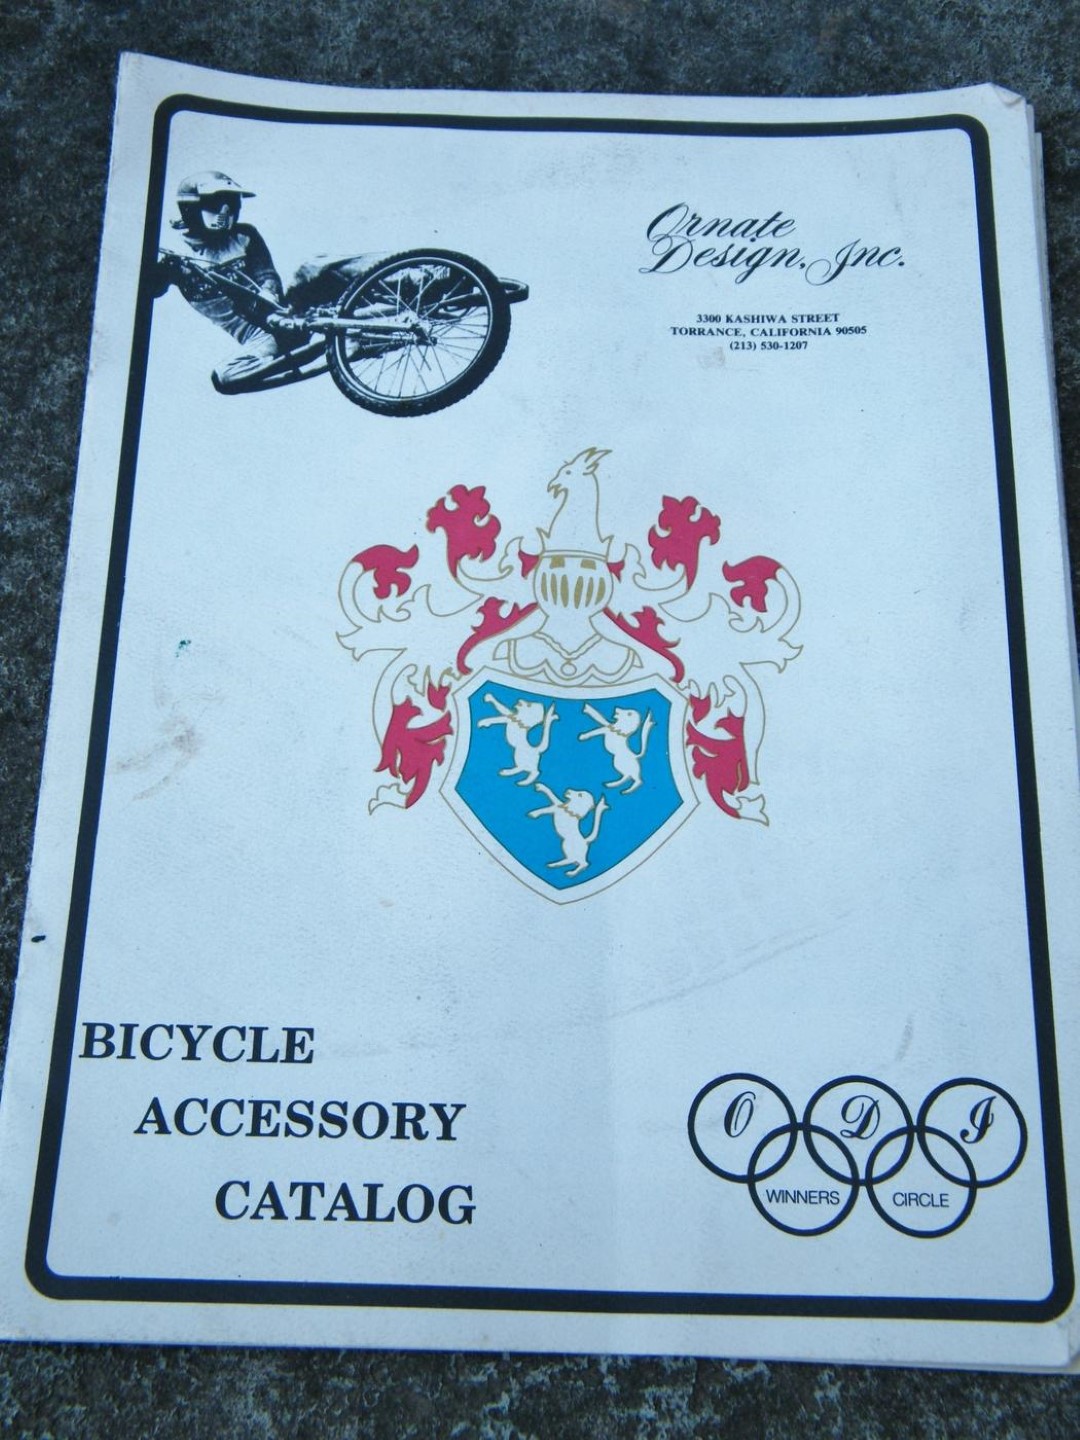 Ornate
Design, Inc.
3300 KASHIWA STREET
TORRANCE, CALIFORNIA 90505
(213) 530-1207
BICYCLE
ACCESSORY
CATALOG
O D I
WINNERS CIRCLE